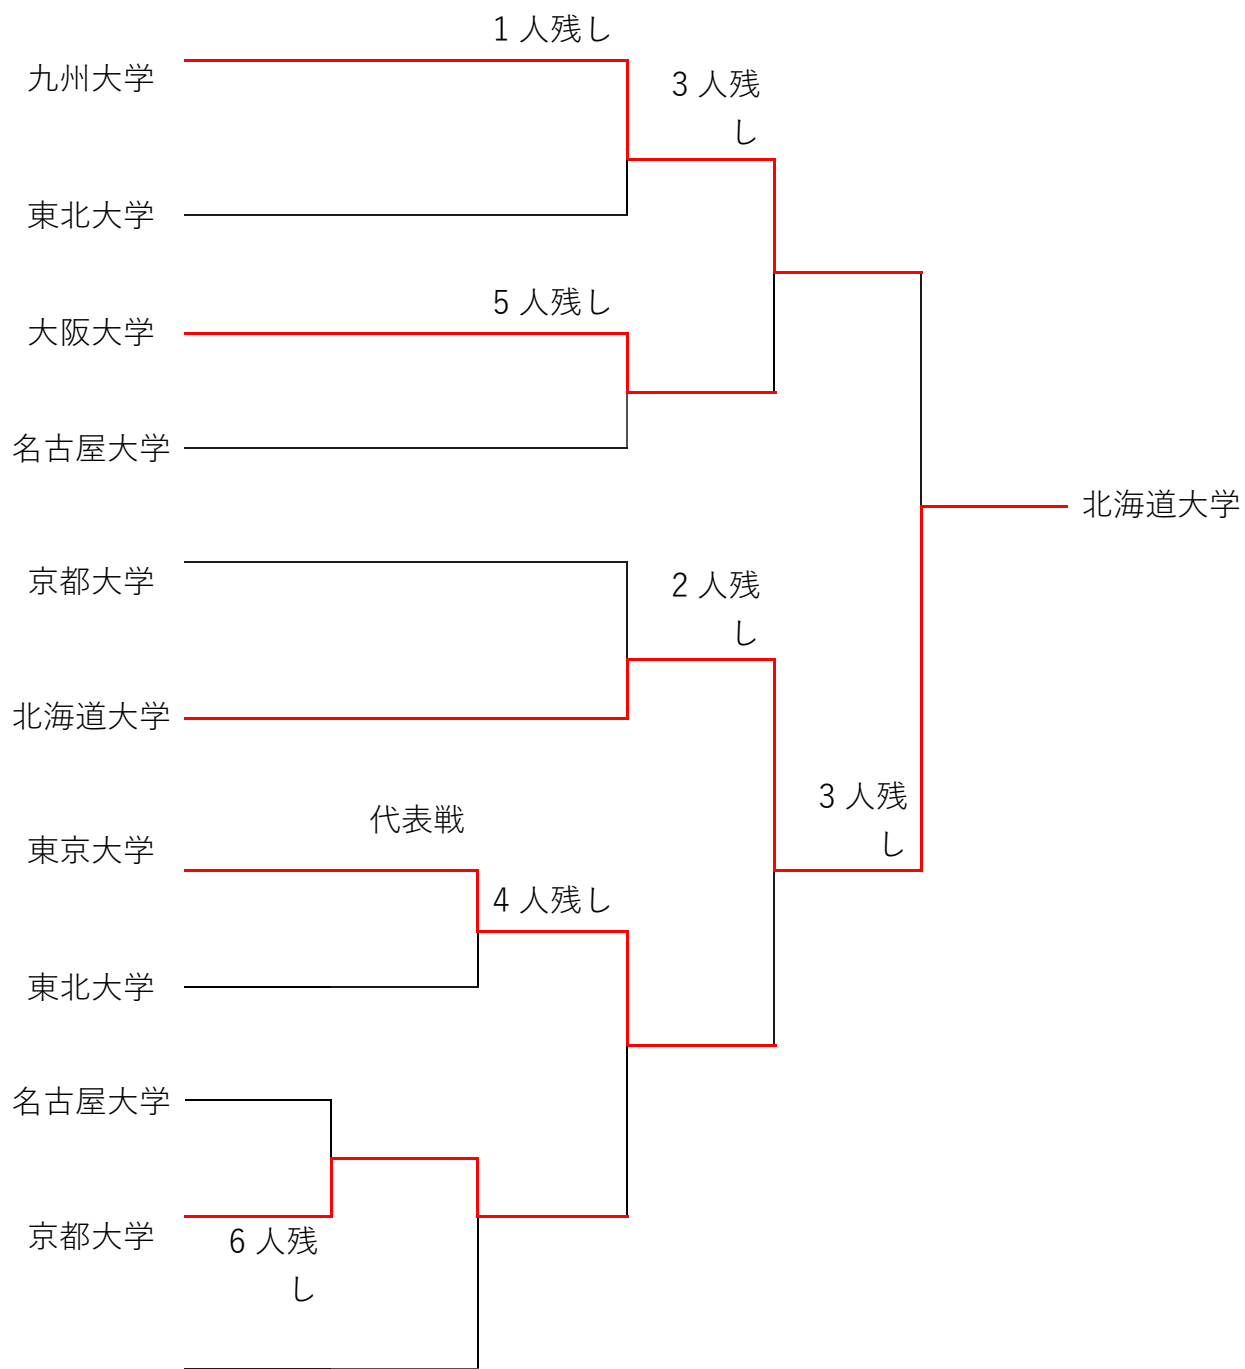 1 人残し
九州大学
3 人残
し
東北大学
5 人残し
大阪大学
名古屋大学
北海道大学
京都大学
2 人残
し
北海道大学
3 人残
し
代表戦
東京大学
4 人残し
東北大学
名古屋大学
京都大学
6 人残
し